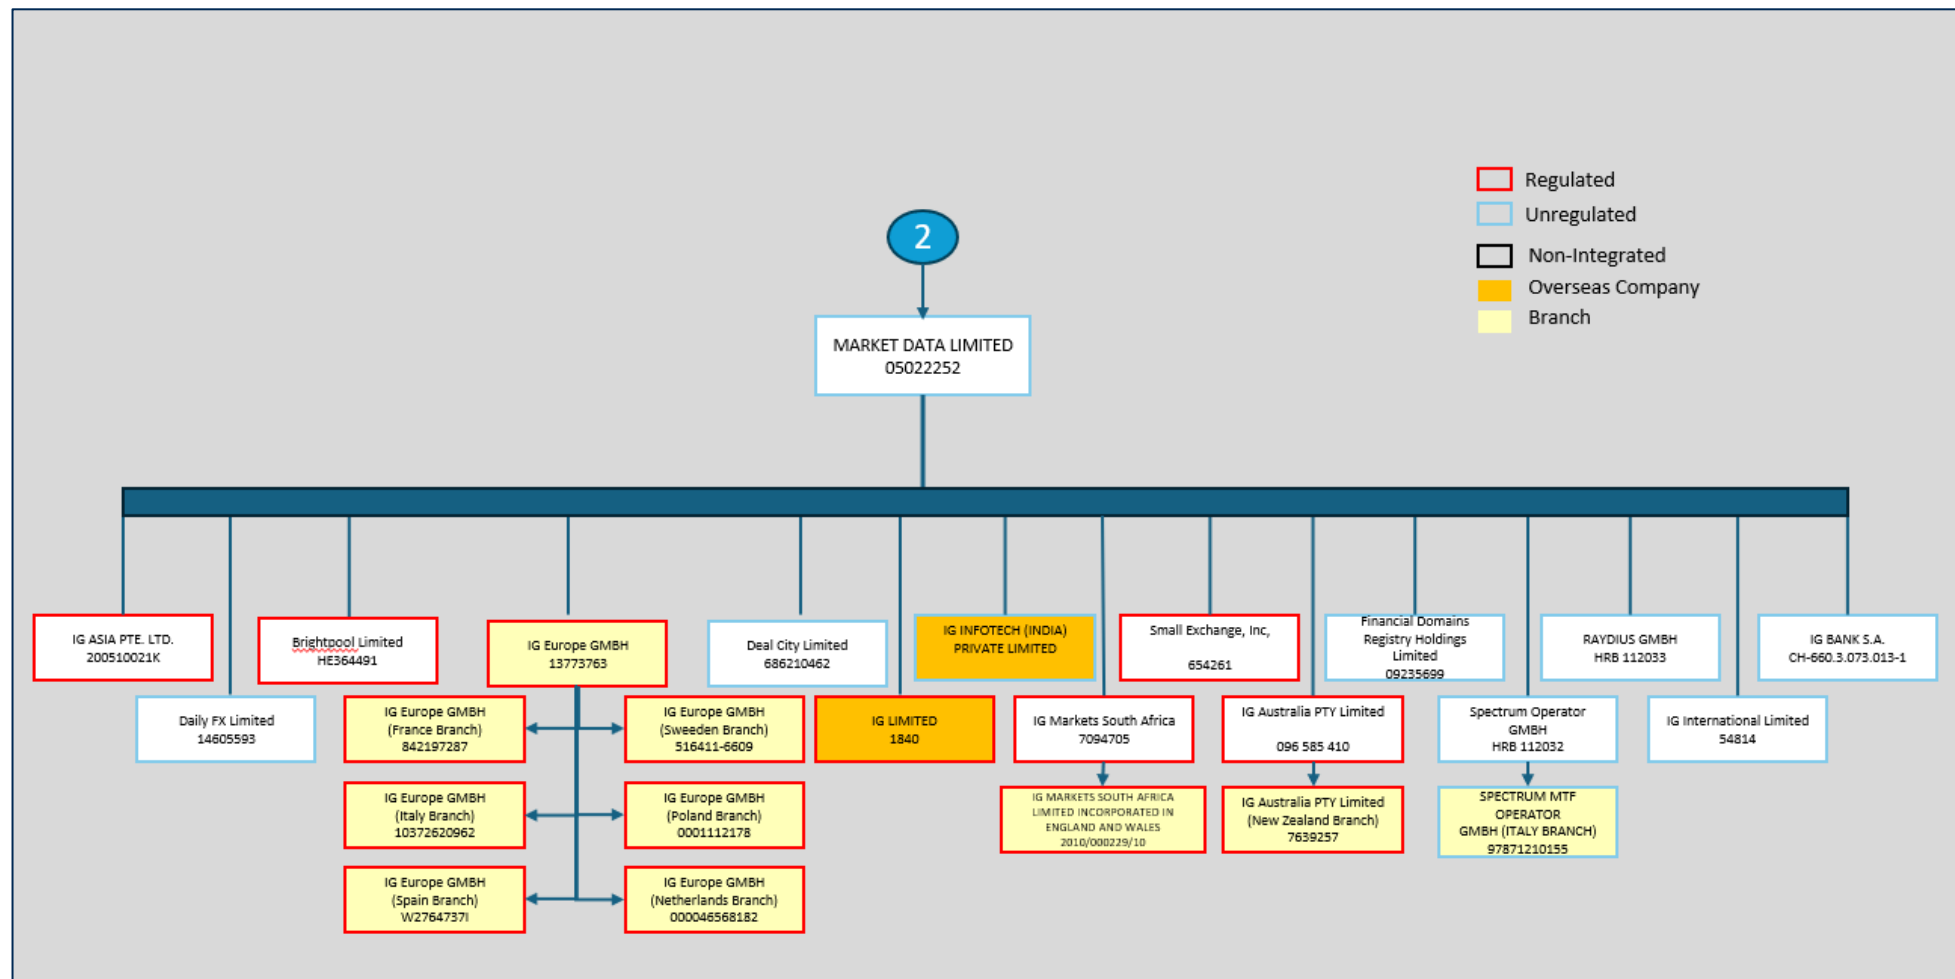 Regulated
Unregulated
Non-Integrated
Overseas Company
Branch
2
MARKET DATA LIMITED
05022252
IG ASIA PTE. LTD.
200510021K
Brightpool Limited
HE364491
IG Europe GMBH
13773763
Deal City Limited
686210462
IG INFOTECH (INDIA)
PRIVATE LIMITED
Small Exchange, Inc,
654261
Financial Domains
Registry Holdings
Limited
09235699
RAYDIUS GMBH
HRB 112033
IG BANK S.A.
CH-660.3.073.013-1
Daily FX Limited
14605593
IG Europe GMBH
(France Branch)
842197287
IG Europe GMBH
(Sweeden Branch)
516411-6609
IG LIMITED
1840
IG Markets South Africa
7094705
IG Australia PTY Limited
096 585 410
Spectrum Operator
GMBH
HRB 112032
IG International Limited
54814
IG Europe GMBH
(Italy Branch)
10372620962
IG Europe GMBH
(Poland Branch)
0001112178
IG MARKETS SOUTH AFRICA
LIMITED INCORPORATED IN
ENGLAND AND WALES
2010/000229/10
IG Australia PTY Limited
(New Zealand Branch)
7639257
SPECTRUM MTF
OPERATOR
GMBH (ITALY BRANCH)
97871210155
IG Europe GMBH
(Spain Branch)
W2764737I
IG Europe GMBH
(Netherlands Branch)
000046568182